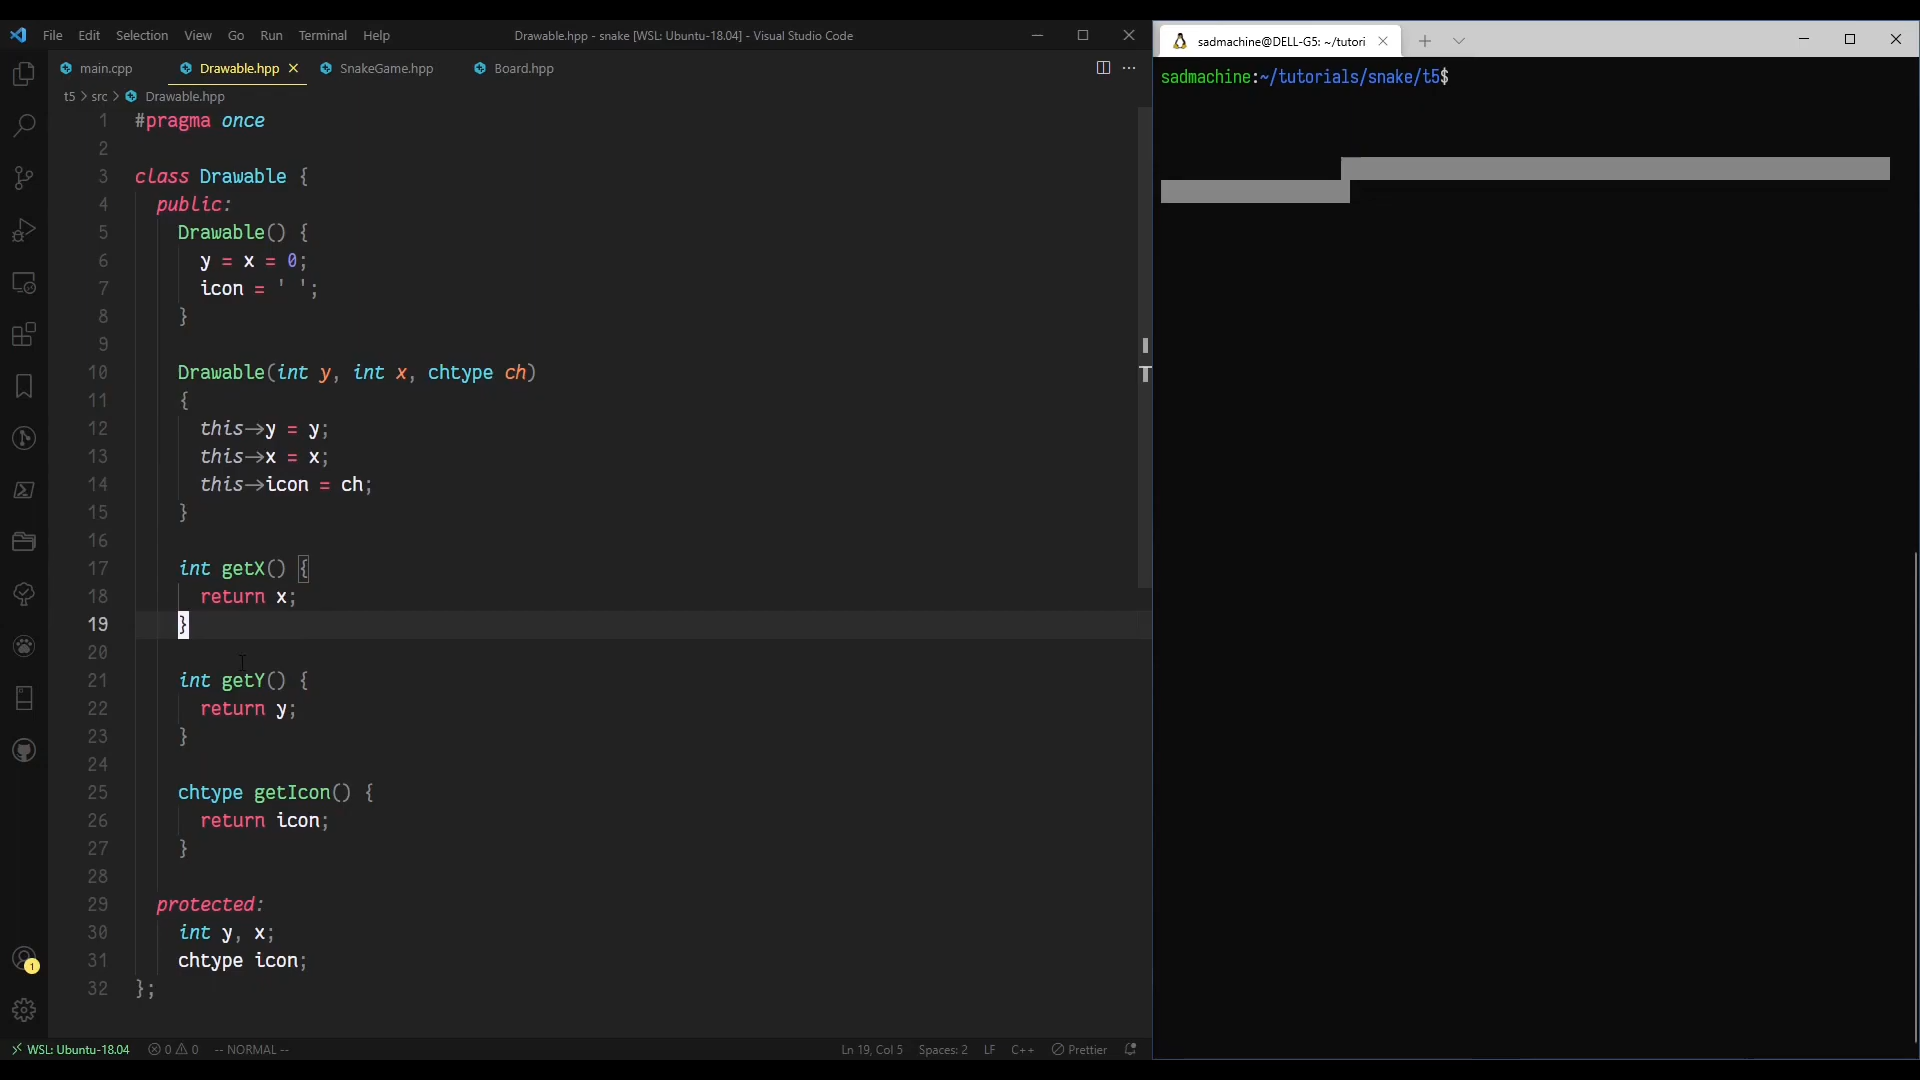 File Edit Selection View Go Run Terminal Help
Drawable.hpp - snake [WSL: Ubuntu-18.04] - Visual Studio Code
main.cpp Drawable.hpp SnakeGame.hpp Board.hpp
t5 > src > Drawable.hpp
1 #pragma once
2
3 class Drawable {
4 public:
5 Drawable() {
6 y = x = 0;
7 icon = ' ';
8 }
9
10 Drawable(int y, int x, chtype ch)
11 {
12 this->y = y;
13 this->x = x;
14 this->icon = ch;
15 }
16
17 int getX() {
18 return x;
19 }
20
21 int getY() {
22 return y;
23 }
24
25 chtype getIcon() {
26 return icon;
27 }
28
29 protected:
30 int y, x;
31 chtype icon;
32 };
1
WSL: Ubuntu-18.04 0 0 -- NORMAL -- Ln 19, Col 5 Spaces: 2 LF C++ Prettier
sadmachine@DELL-G5: ~/tutori
sadmachine:~/tutorials/snake/t5$